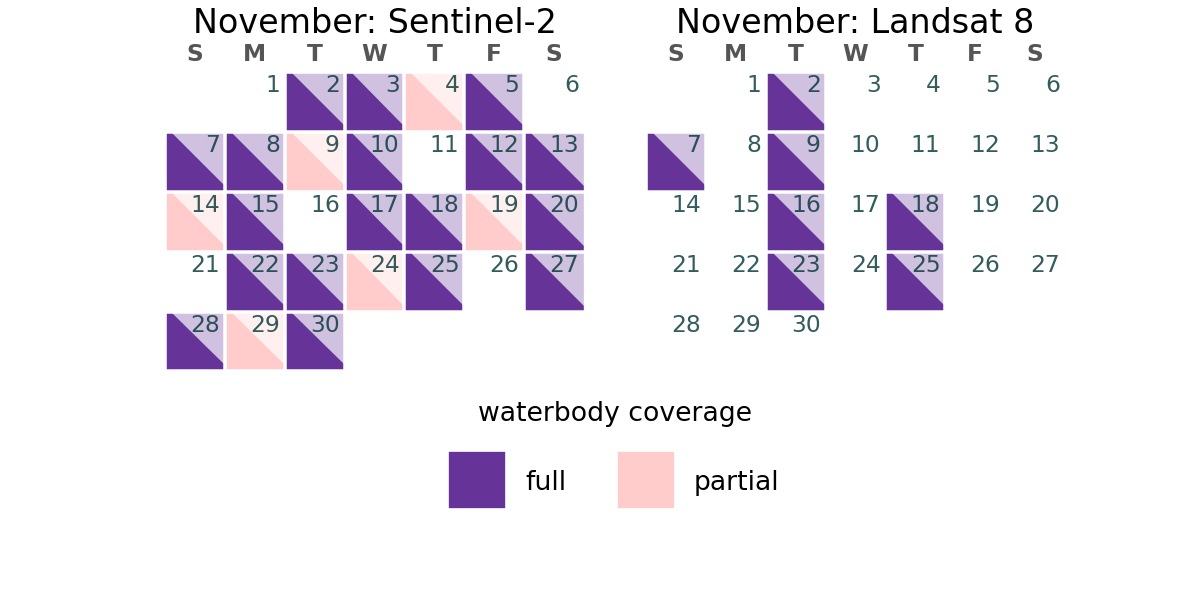 November: Sentinel-2
S M T W T F S
1 2 3 4 5 6
7 8 9 10 11 12 13
14 15 16 17 18 19 20
21 22 23 24 25 26 27
28 29 30
November: Landsat 8
S M T W T F S
1 2 3 4 5 6
7 8 9 10 11 12 13
14 15 16 17 18 19 20
21 22 23 24 25 26 27
28 29 30
waterbody coverage
full partial